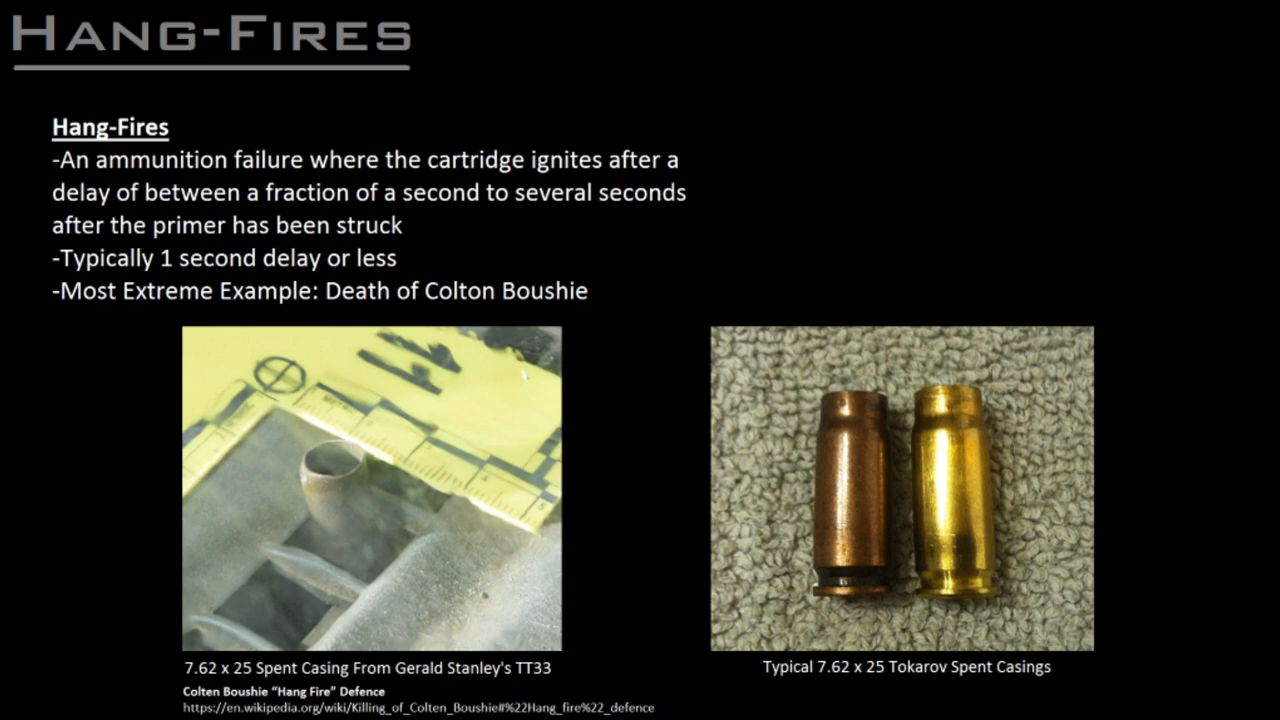 HANG-FIRES
Hang-Fires
-An ammunition failure where the cartridge ignites after a
delay of between a fraction of a second to several seconds
after the primer has been struck
-Typically 1 second delay or less
-Most Extreme Example: Death of Colton Boushie
7.62 x 25 Spent Casing From Gerald Stanley's TT33
Typical 7.62 x 25 Tokarov Spent Casings
Colten Boushie “Hang Fire” Defence
https://en.wikipedia.org/wiki/Killing_of_Colten_Boushie#%22Hang_fire%22_defence